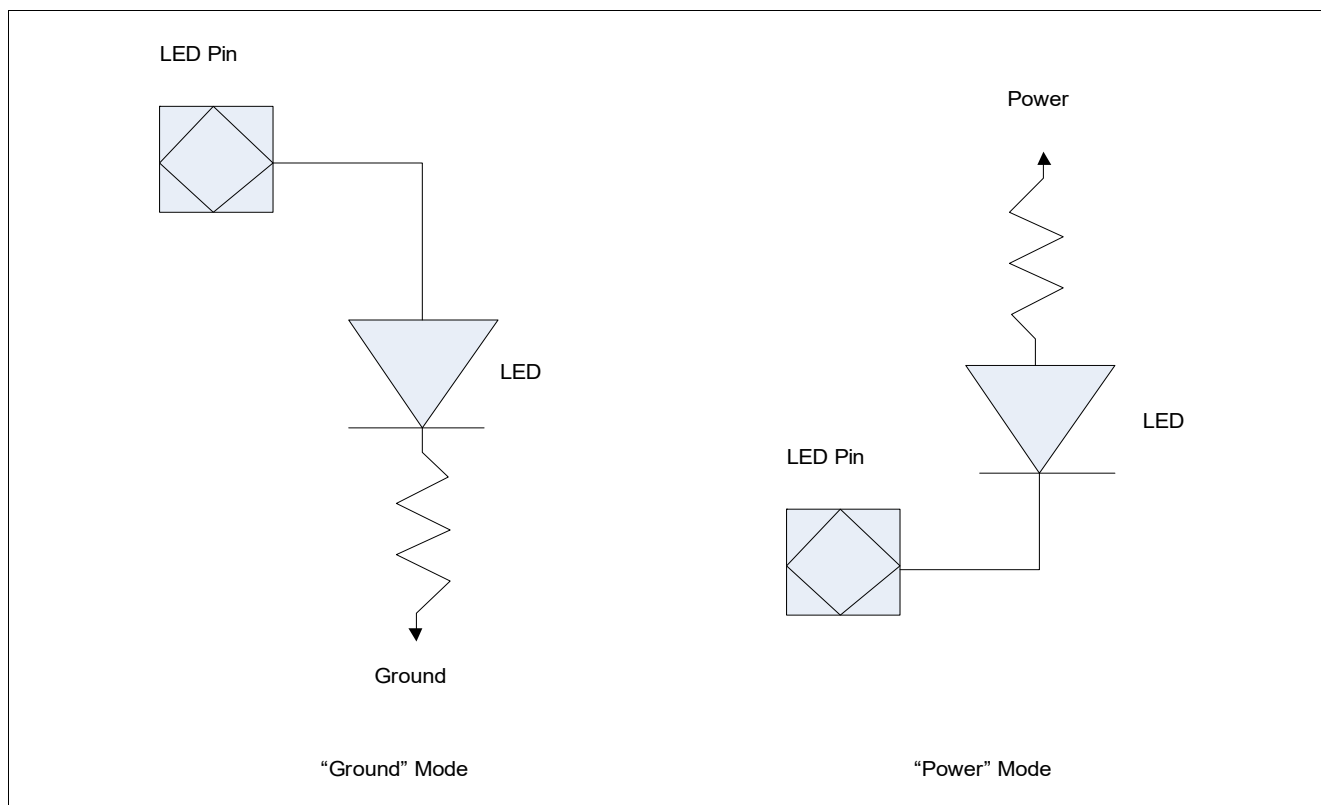 LED Pin
LED
Ground
“Ground” Mode
Power
LED
LED Pin
“Power” Mode